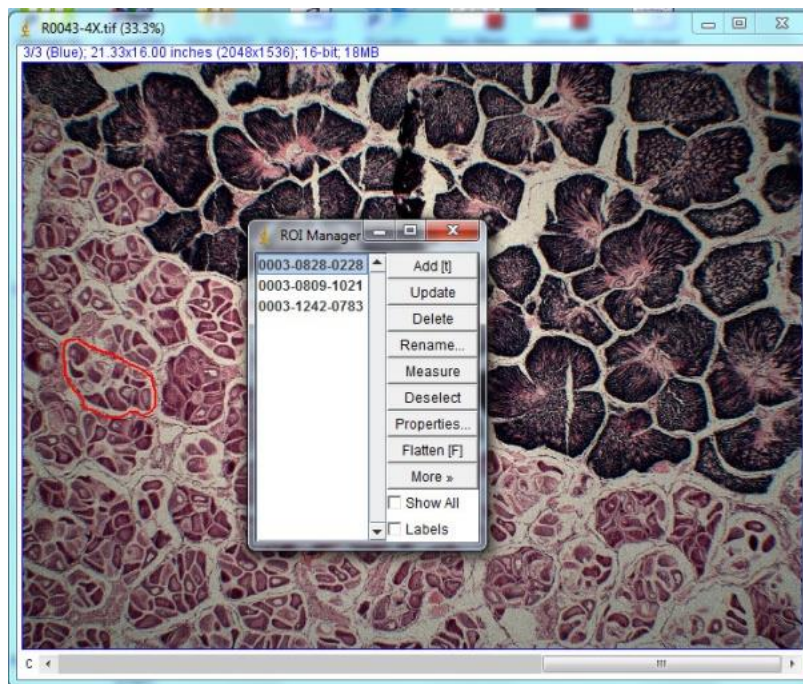 R0043-4X.tif (33.3%)
3/3 (Blue); 21.33x16.00 inches (2048x1536); 16-bit; 18MB
ROI Manager
0003-0828-0228
0003-0809-1021
0003-1242-0783
Add [t]
Update
Delete
Rename...
Measure
Deselect
Properties...
Flatten [F]
More »
Show All
Labels
C